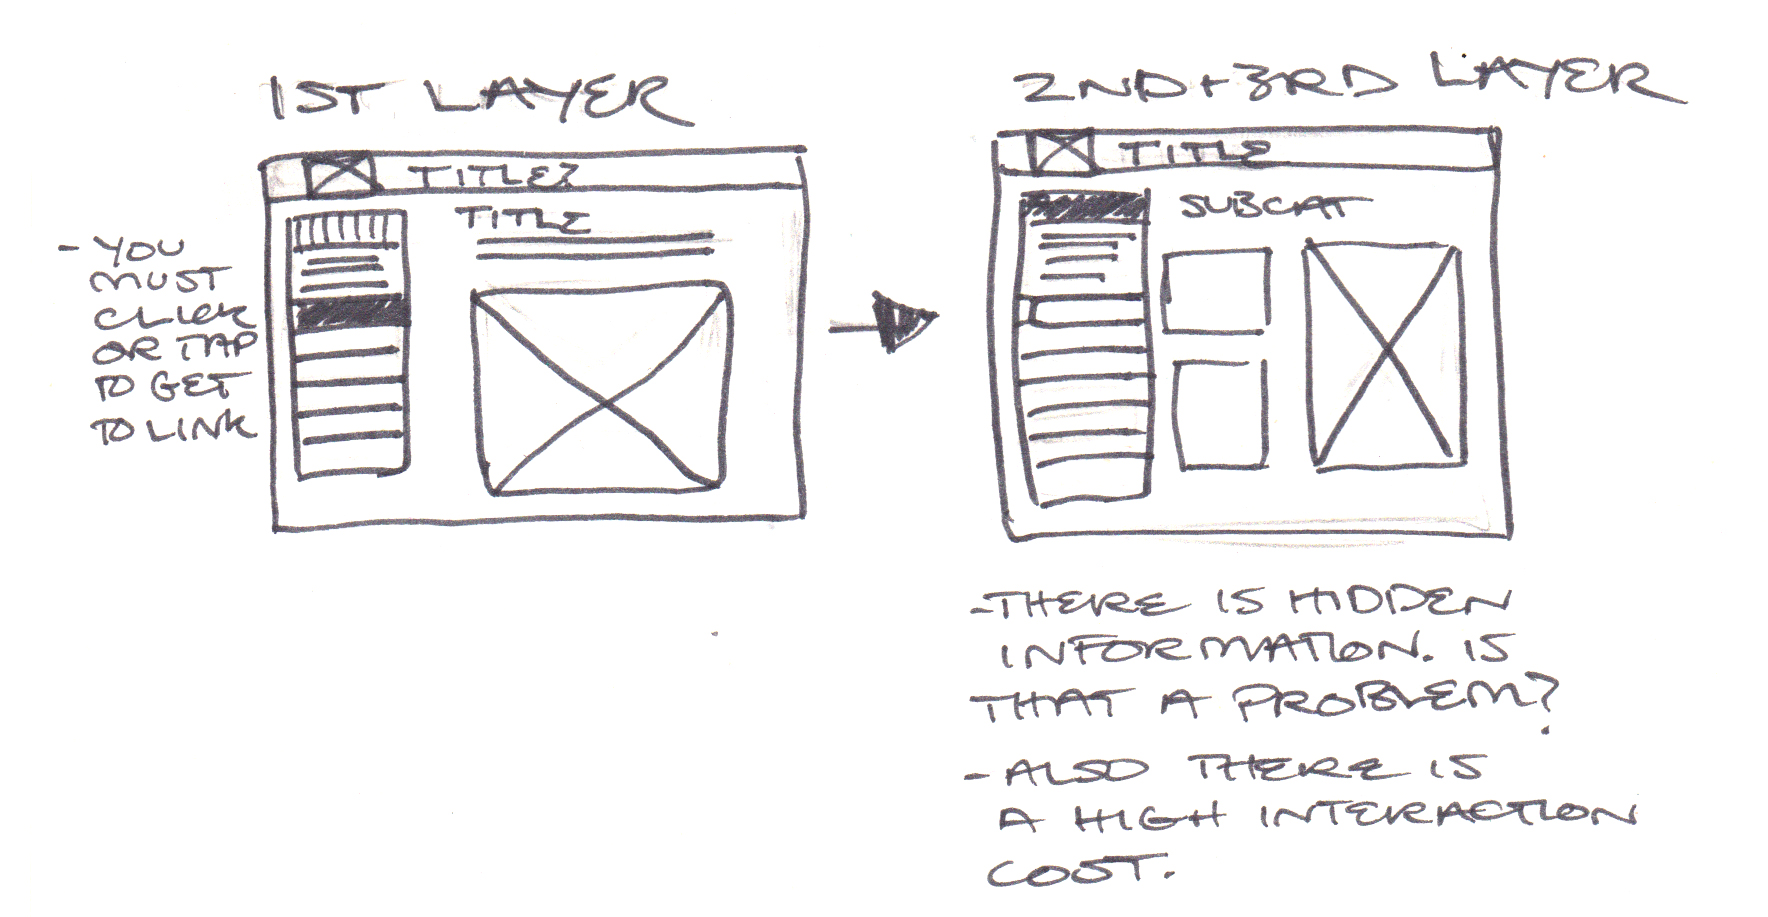 1ST LAYER
TITLE?
TITLE
- YOU
MUST
CLICK
OR TAP
TO GET
TO LINK
2ND + 3RD LAYER
TITLE
SUBCAT
- THERE IS HIDDEN
INFORMATION. IS
THAT A PROBLEM?
- ALSO THERE IS
A HIGH INTERACTION
COST.